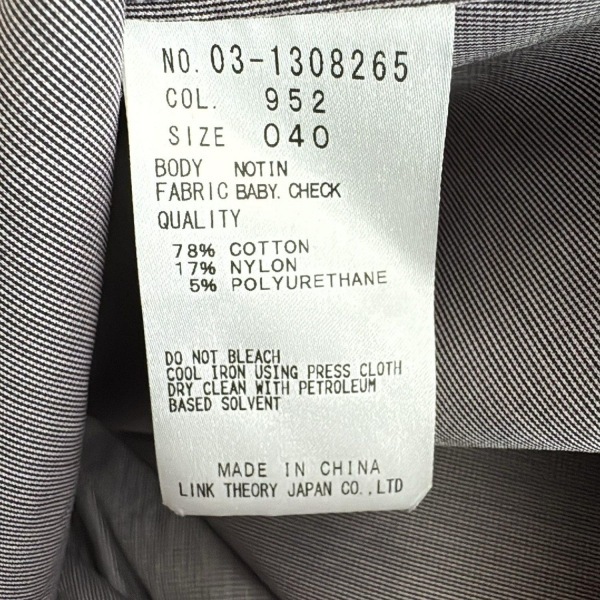 NO. 03-1308265
COL. 952
SIZE 040
BODY NOTIN
FABRIC BABY. CHECK
QUALITY
78% COTTON
17% NYLON
5% POLYURETHANE
DO NOT BLEACH
COOL IRON USING PRESS CLOTH
DRY CLEAN WITH PETROLEUM
BASED SOLVENT
MADE IN CHINA
LINK THEORY JAPAN CO.,LTD